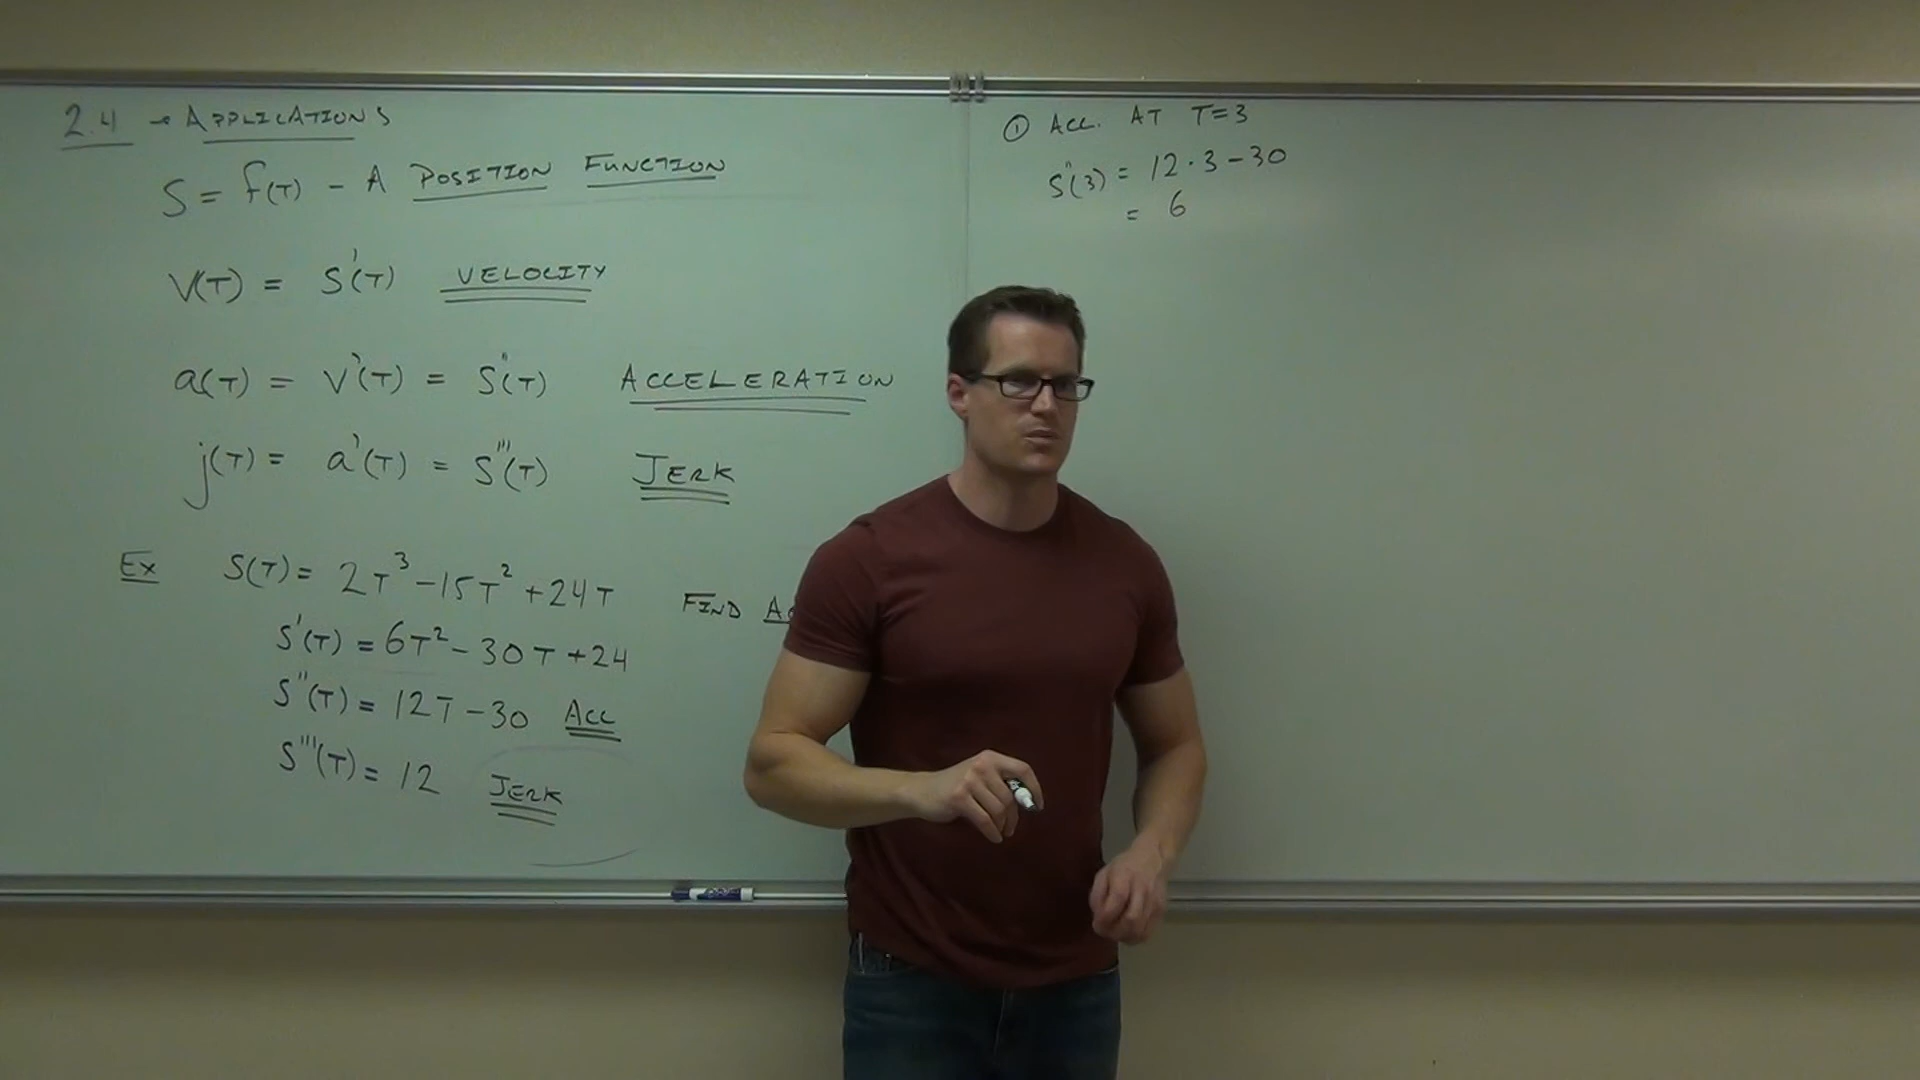 2.4 → APPLICATIONS
S = f(T) - A POSITION FUNCTION
V(T) = S'(T) VELOCITY
a(T) = V'(T) = S''(T) ACCELERATION
j(T) = a'(T) = S'''(T) JERK
Ex S(T) = 2T³ - 15T² + 24T FIND
S'(T) = 6T² - 30T + 24
S''(T) = 12T - 30 ACC
S'''(T) = 12 JERK
① ACC. AT T=3
S''(3) = 12·3-30
= 6